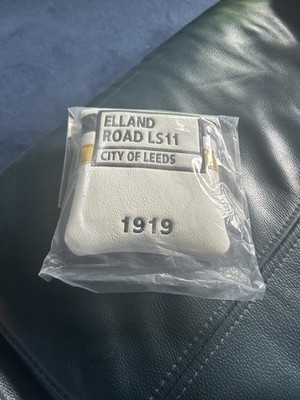 ELLAND
ROAD LS11
CITY OF LEEDS
1919